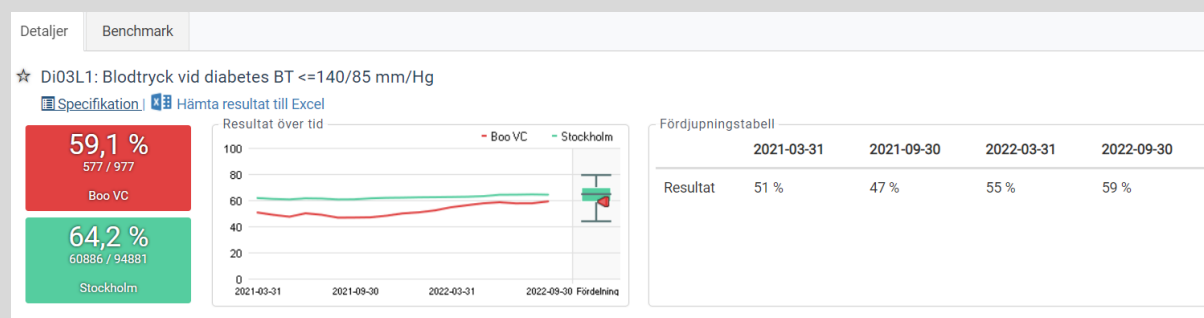 Detaljer Benchmark
Di03L1: Blodtryck vid diabetes BT <=140/85 mm/Hg
Specifikation | Hämta resultat till Excel
59,1 %
577 / 977
Boo VC
64,2 %
60886 / 94881
Stockholm
Resultat över tid
Boo VC Stockholm
100
80
60
40
20
0
2021-03-31 2021-09-30 2022-03-31 2022-09-30 Fördelning
Fördjupningstabell
2021-03-31 2021-09-30 2022-03-31 2022-09-30
Resultat 51 % 47 % 55 % 59 %